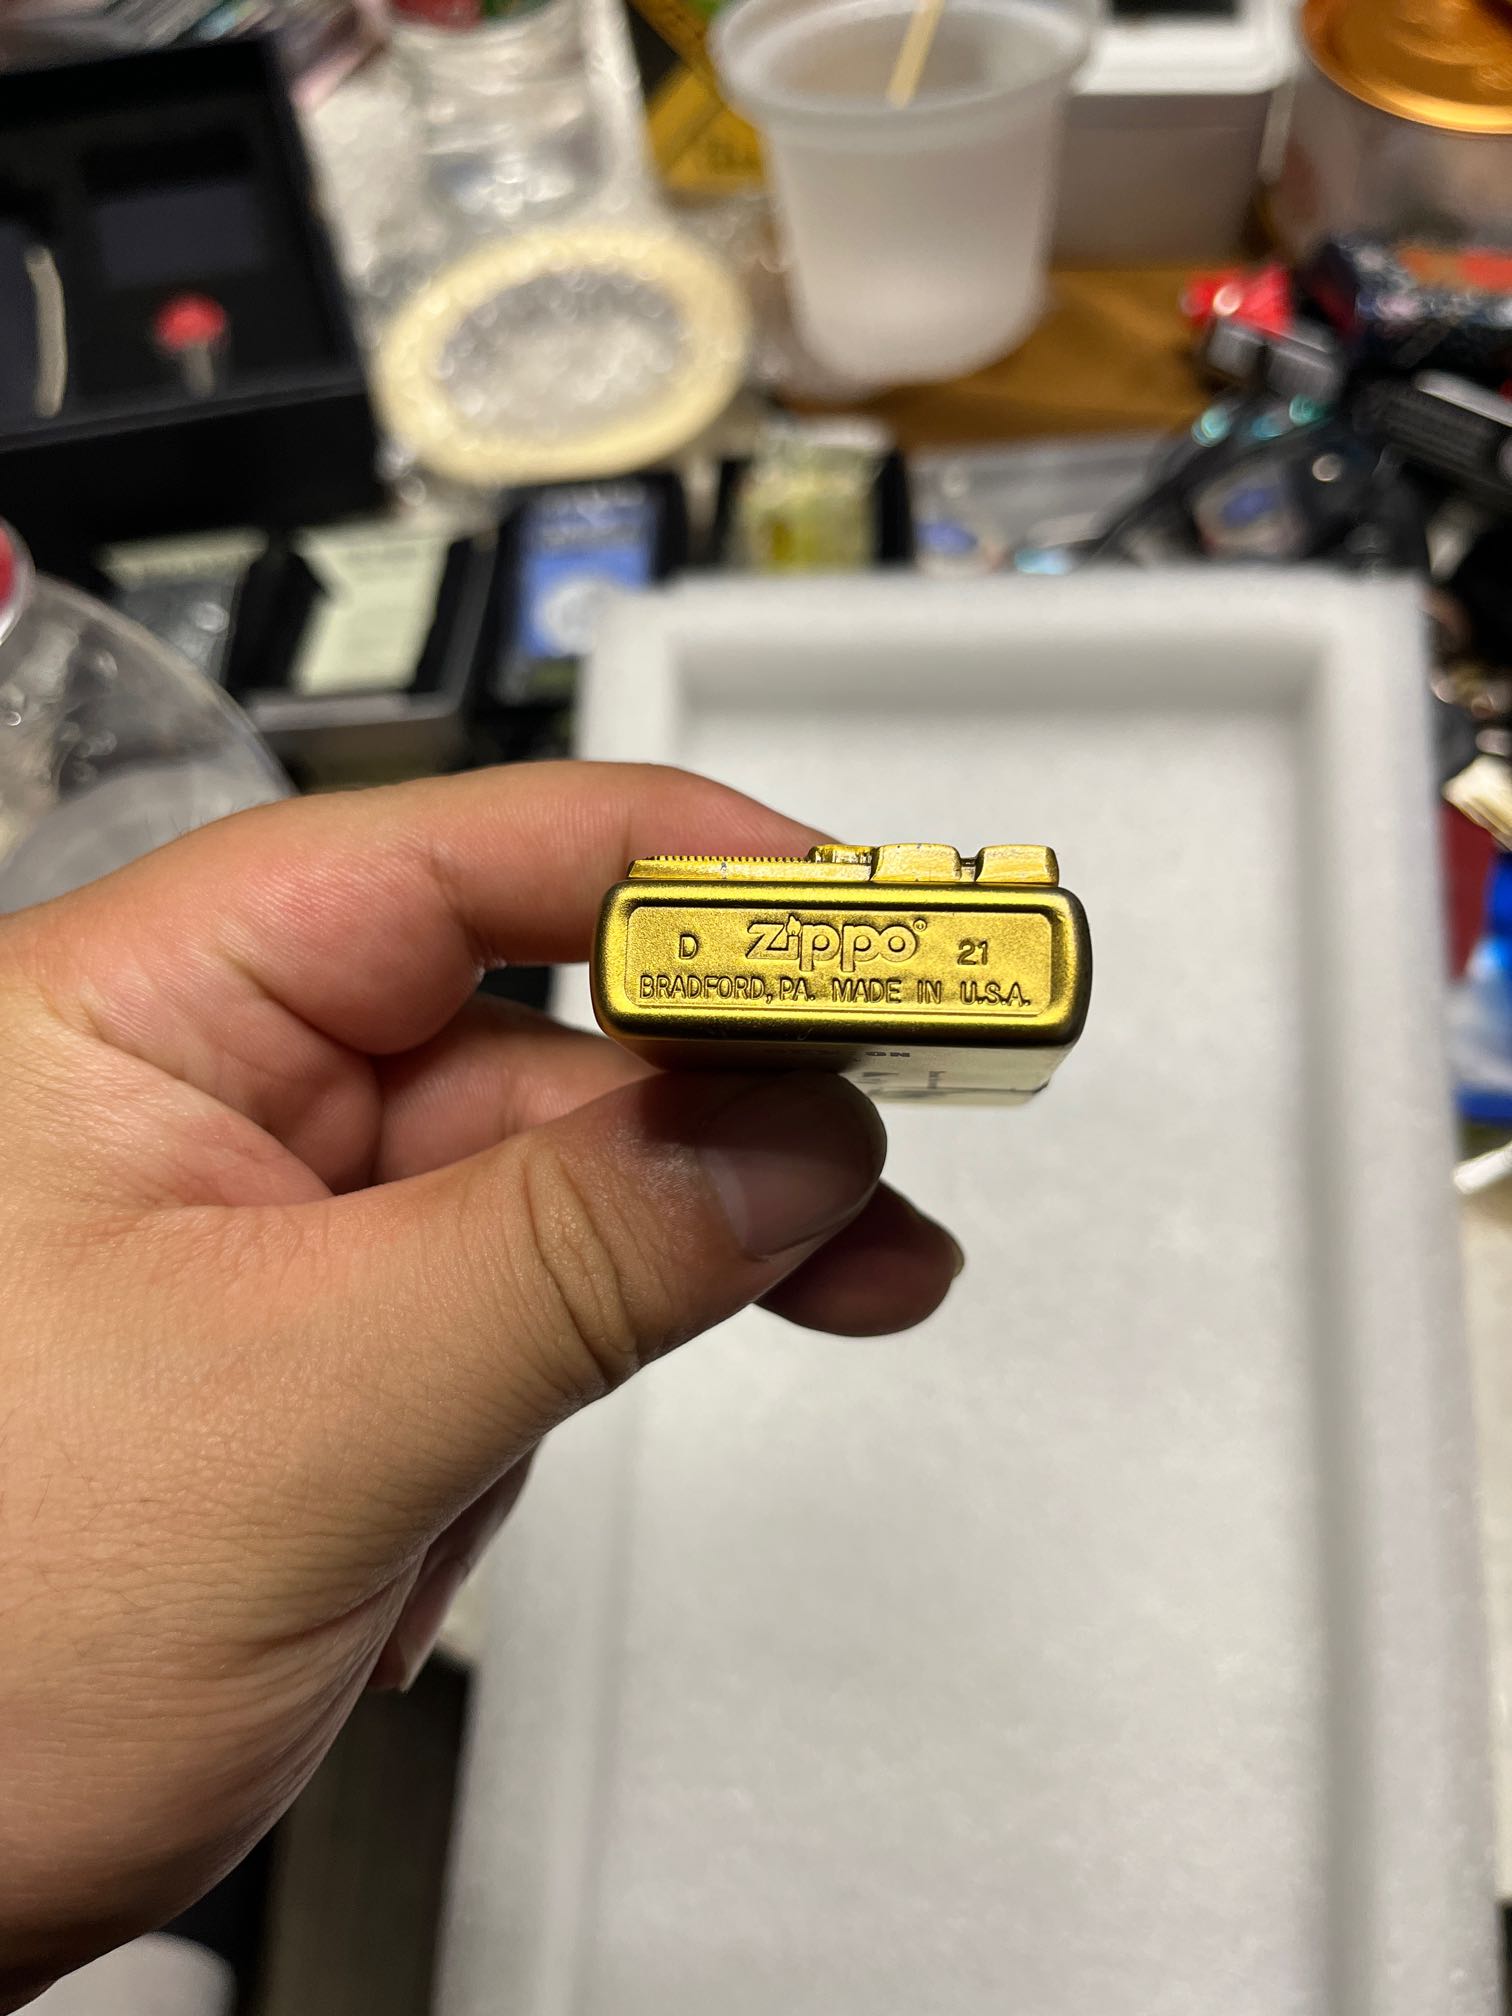 D zippo® 21
BRADFORD, PA. MADE IN U.S.A.